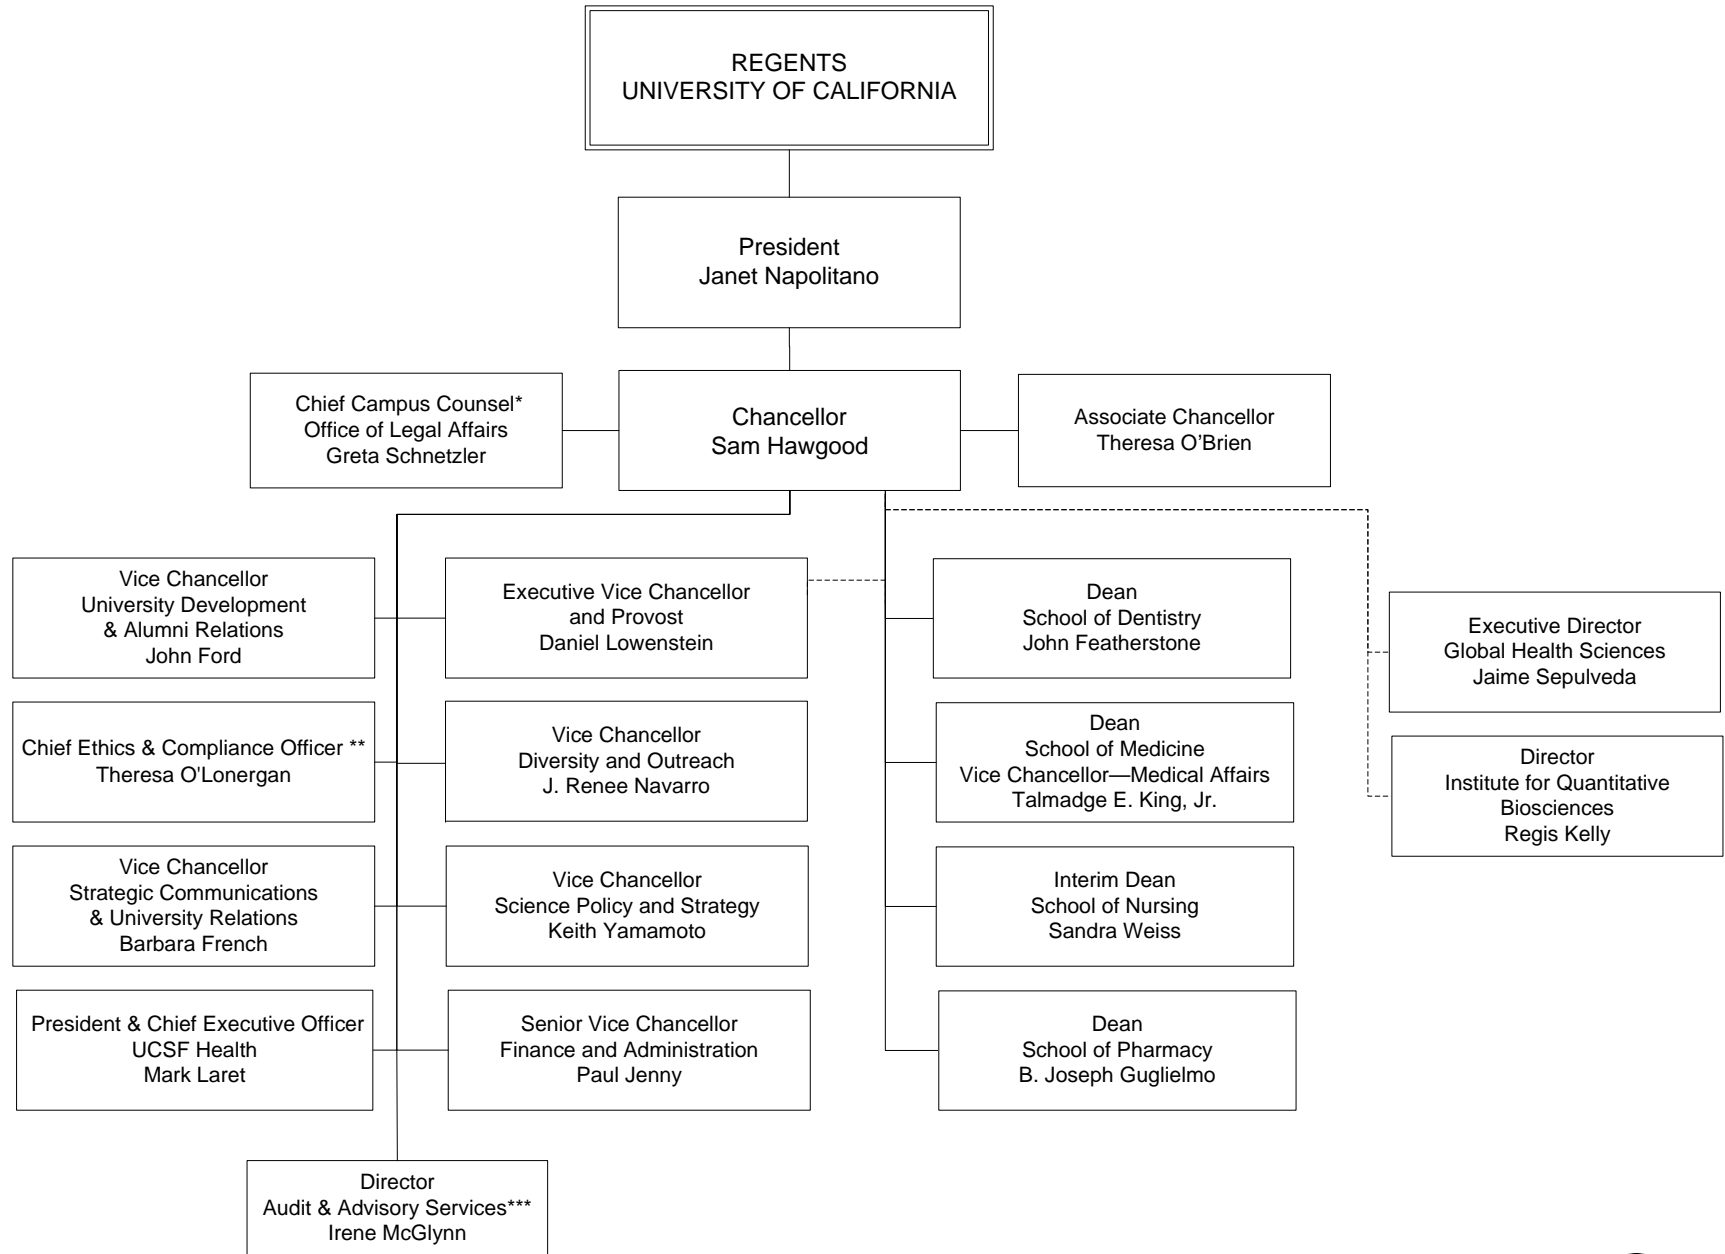 REGENTS
UNIVERSITY OF CALIFORNIA
President
Janet Napolitano
Chief Campus Counsel*
Office of Legal Affairs
Greta Schnetzler
Chancellor
Sam Hawgood
Associate Chancellor
Theresa O’Brien
Vice Chancellor
University Development
& Alumni Relations
John Ford
Executive Vice Chancellor
and Provost
Daniel Lowenstein
Dean
School of Dentistry
John Featherstone
Executive Director
Global Health Sciences
Jaime Sepulveda
Chief Ethics & Compliance Officer **
Theresa O'Lonergan
Vice Chancellor
Diversity and Outreach
J. Renee Navarro
Dean
School of Medicine
Vice Chancellor—Medical Affairs
Talmadge E. King, Jr.
Director
Institute for Quantitative
Biosciences
Regis Kelly
Vice Chancellor
Strategic Communications
& University Relations
Barbara French
Vice Chancellor
Science Policy and Strategy
Keith Yamamoto
Interim Dean
School of Nursing
Sandra Weiss
President & Chief Executive Officer
UCSF Health
Mark Laret
Senior Vice Chancellor
Finance and Administration
Paul Jenny
Dean
School of Pharmacy
B. Joseph Guglielmo
Director
Audit & Advisory Services***
Irene McGlynn